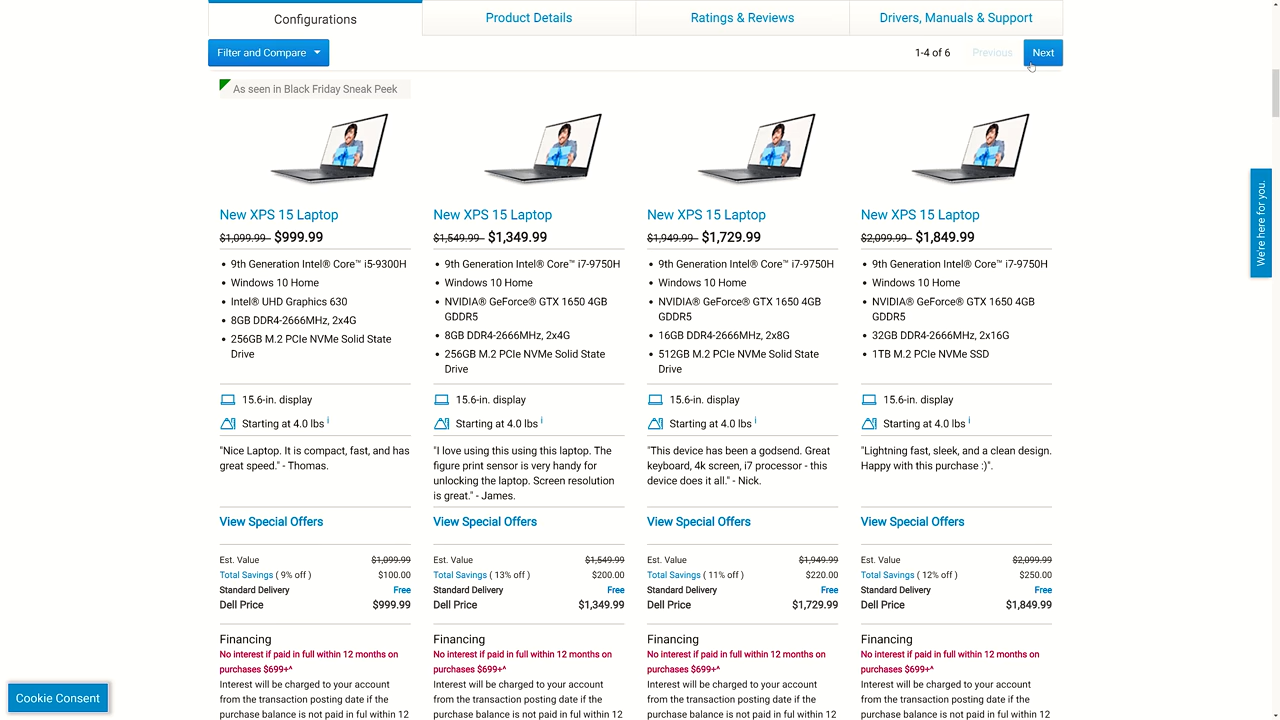 Configurations
Product Details
Ratings & Reviews
Drivers, Manuals & Support
Filter and Compare
1-4 of 6
Previous
Next
As seen in Black Friday Sneak Peek
New XPS 15 Laptop
$1,099.99 $999.99
• 9th Generation Intel® Core™ i5-9300H
• Windows 10 Home
• Intel® UHD Graphics 630
• 8GB DDR4-2666MHz, 2x4G
• 256GB M.2 PCIe NVMe Solid State
Drive
15.6-in. display
Starting at 4.0 lbs i
"Nice Laptop. It is compact, fast, and has
great speed." - Thomas.
View Special Offers
Est. Value $1,099.99
Total Savings ( 9% off ) $100.00
Standard Delivery Free
Dell Price $999.99
Financing
No interest if paid in full within 12 months on
purchases $699+^
Interest will be charged to your account
from the transaction posting date if the
purchase balance is not paid in full within 12
New XPS 15 Laptop
$1,549.99 $1,349.99
• 9th Generation Intel® Core™ i7-9750H
• Windows 10 Home
• NVIDIA® GeForce® GTX 1650 4GB
GDDR5
• 8GB DDR4-2666MHz, 2x4G
• 256GB M.2 PCIe NVMe Solid State
Drive
15.6-in. display
Starting at 4.0 lbs i
"I love using this using this laptop. The
figure print sensor is very handy for
unlocking the laptop. Screen resolution
is great." - James.
View Special Offers
Est. Value $1,549.99
Total Savings ( 13% off ) $200.00
Standard Delivery Free
Dell Price $1,349.99
Financing
No interest if paid in full within 12 months on
purchases $699+^
Interest will be charged to your account
from the transaction posting date if the
purchase balance is not paid in full within 12
New XPS 15 Laptop
$1,949.99 $1,729.99
• 9th Generation Intel® Core™ i7-9750H
• Windows 10 Home
• NVIDIA® GeForce® GTX 1650 4GB
GDDR5
• 16GB DDR4-2666MHz, 2x8G
• 512GB M.2 PCIe NVMe Solid State
Drive
15.6-in. display
Starting at 4.0 lbs i
"This device has been a godsend. Great
keyboard, 4k screen, i7 processor - this
device does it all." - Nick.
View Special Offers
Est. Value $1,949.99
Total Savings ( 11% off ) $220.00
Standard Delivery Free
Dell Price $1,729.99
Financing
No interest if paid in full within 12 months on
purchases $699+^
Interest will be charged to your account
from the transaction posting date if the
purchase balance is not paid in full within 12
New XPS 15 Laptop
$2,099.99 $1,849.99
• 9th Generation Intel® Core™ i7-9750H
• Windows 10 Home
• NVIDIA® GeForce® GTX 1650 4GB
GDDR5
• 32GB DDR4-2666MHz, 2x16G
• 1TB M.2 PCIe NVMe SSD
15.6-in. display
Starting at 4.0 lbs i
"Lightning fast, sleek, and a clean design.
Happy with this purchase :)".
View Special Offers
Est. Value $2,099.99
Total Savings ( 12% off ) $250.00
Standard Delivery Free
Dell Price $1,849.99
Financing
No interest if paid in full within 12 months on
purchases $699+^
Interest will be charged to your account
from the transaction posting date if the
purchase balance is not paid in full within 12
We're here for you.
Cookie Consent